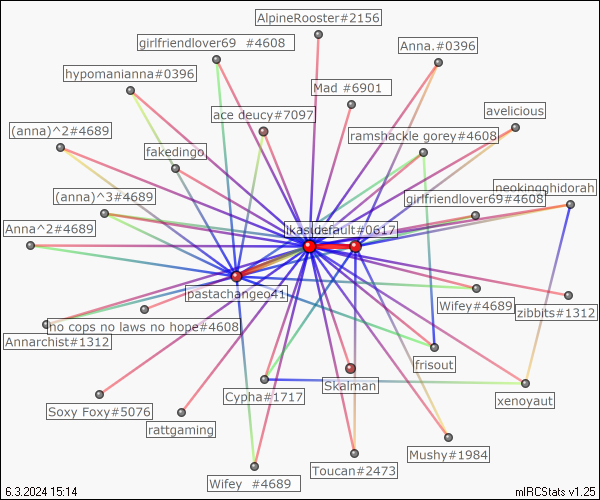 AlpineRooster#2156
girlfriendlover69 #4608
Anna.#0396
hypomanianna#0396
Mad #6901
ace deucy#7097
avelicious
(anna)^2#4689
ramshackle gorey#4608
fakedingo
(anna)^3#4689
neokingghidorah
girlfriendlover69#4608
Anna^2#4689
default#0617
pastachangeo41
Wifey#4689
zibbits#1312
no cops no laws no hope#4608
Annarchist#1312
frisout
Skalman
Cypha#1717
xenoyaut
Soxy Foxy#5076
rattgaming
Mushy#1984
Toucan#2473
Wifey #4689
6.3.2024 15:14
mIRCStats v1.25